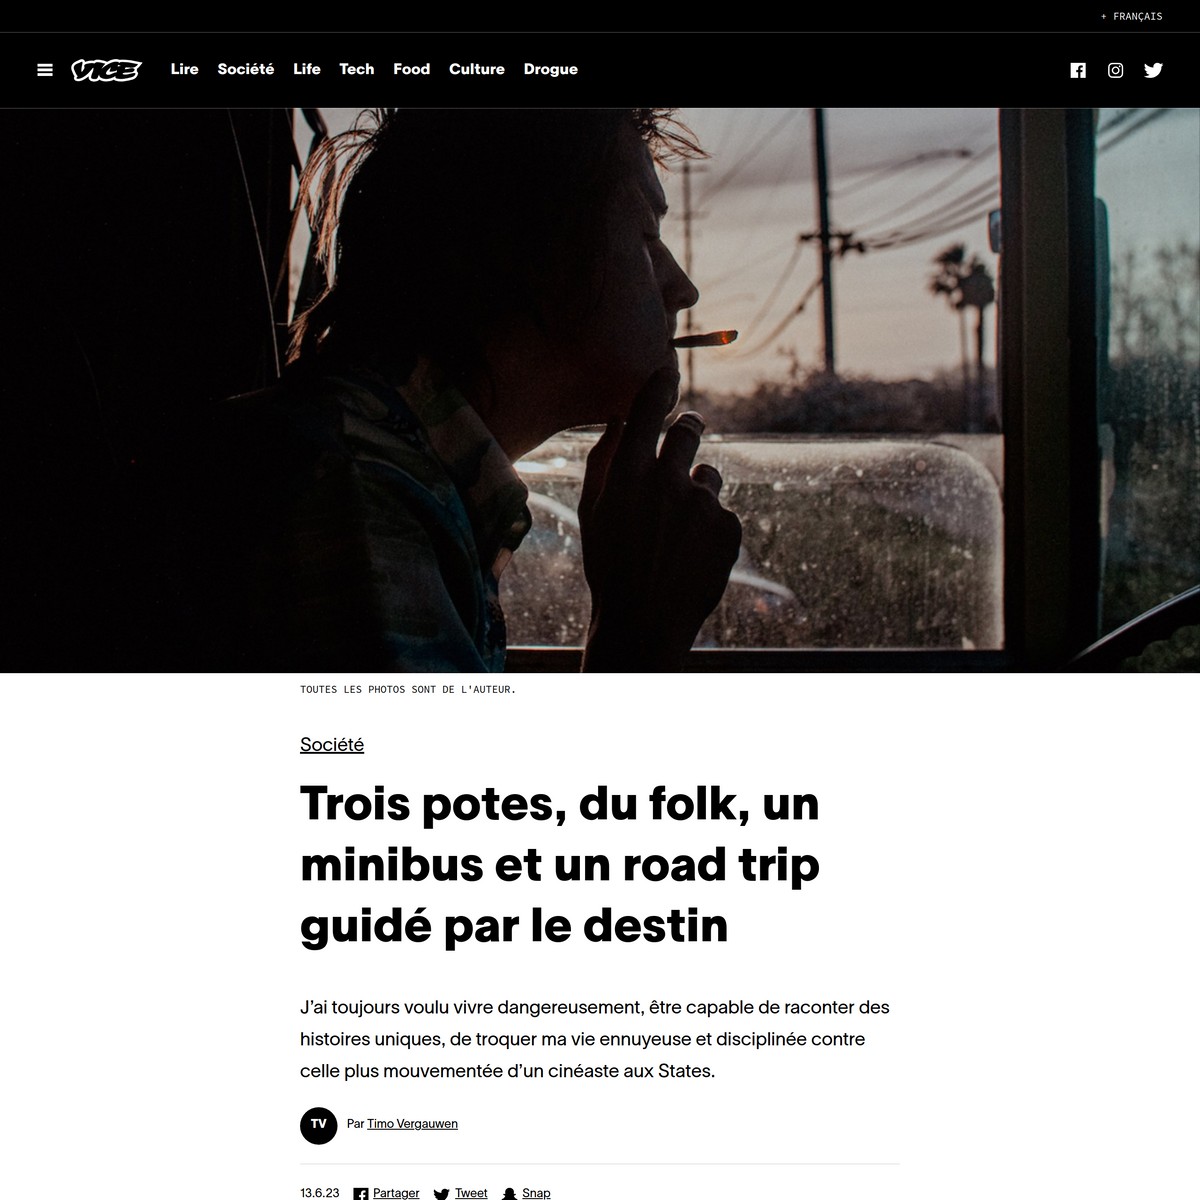 + FRANÇAIS
VICE
Lire Société Life Tech Food Culture Drogue
TOUTES LES PHOTOS SONT DE L'AUTEUR.
Société
Trois potes, du folk, un
minibus et un road trip
guidé par le destin
J’ai toujours voulu vivre dangereusement, être capable de raconter des
histoires uniques, de troquer ma vie ennuyeuse et disciplinée contre
celle plus mouvementée d’un cinéaste aux States.
TV
Par Timo Vergauwen
13.6.23 Partager Tweet Snap